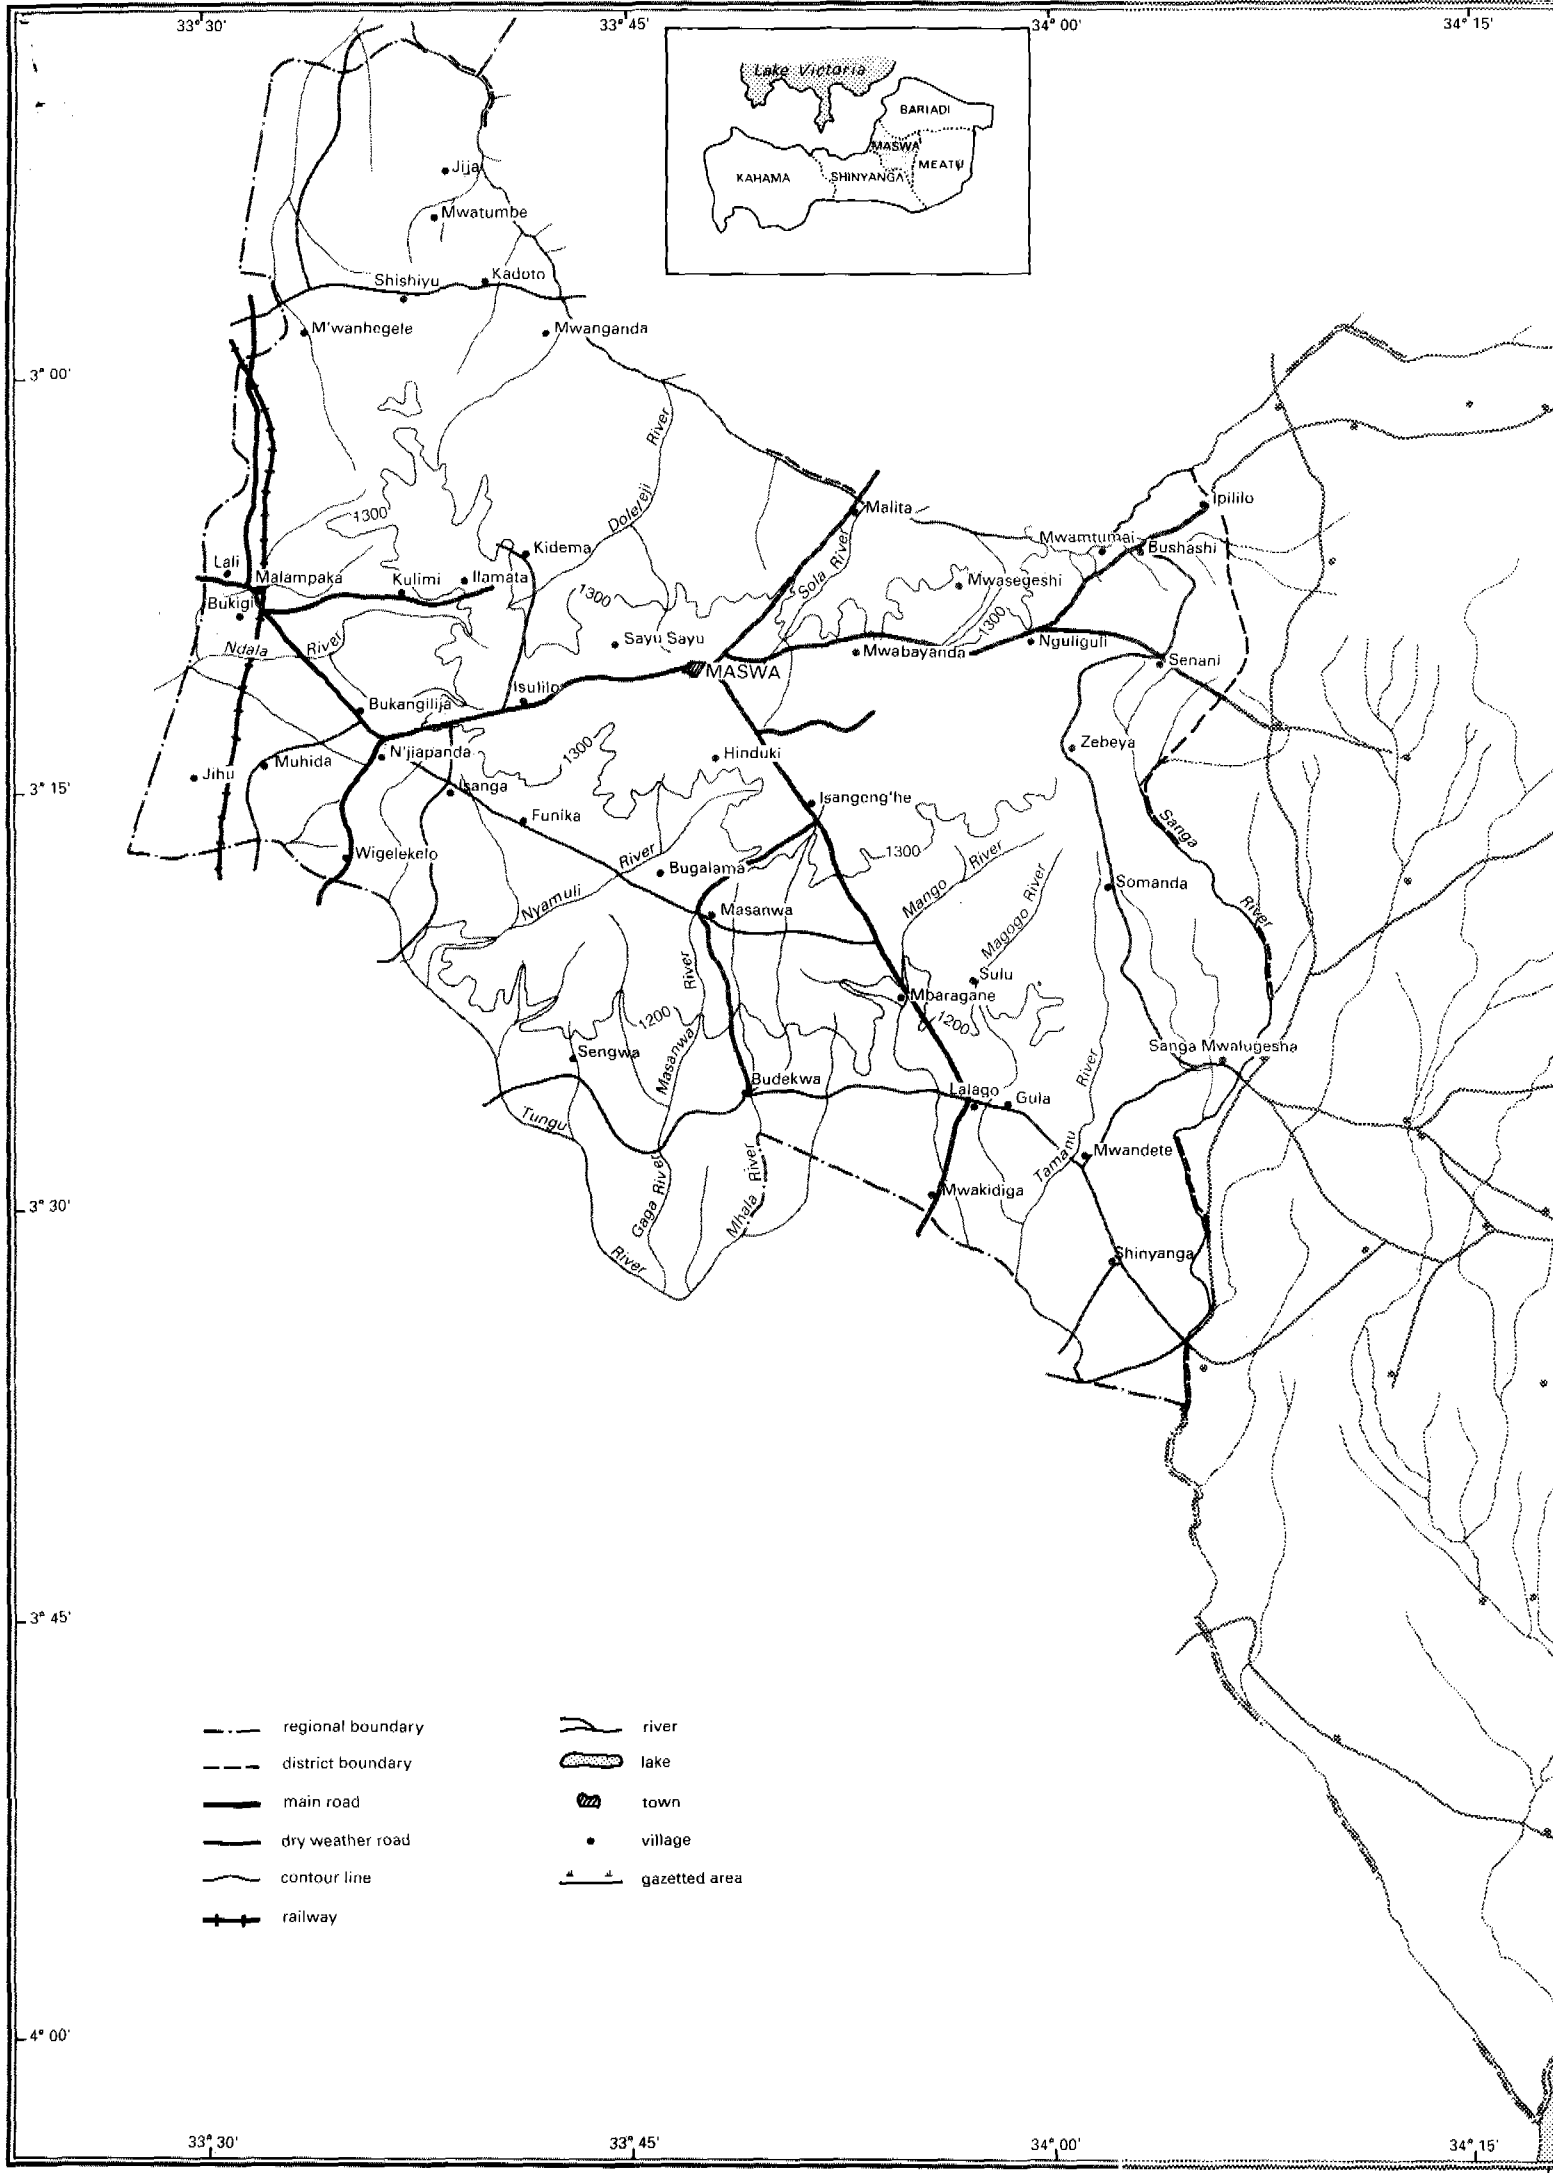 33° 30'
33° 45'
34° 00'
34° 15'
Lake Victoria
BARIADI
MASWA
MEATU
KAHAMA
SHINYANGA
Jija
Mwatumbe
Shishiyu
Kadoto
M'wanhegele
Mwanganda
3° 00'
River
Doleleji
1300
Malita
Ipililo
Kidema
Sola River
Mwamtumai
Bushashi
Lali
Malampaka
Kulimi
Ilamata
Mwasegeshi
Bukigi
1300
1300
Ndala
River
Sayu Sayu
Mwabayanda
Nguliguli
Senani
MASWA
Isulilo
Bukangilija
1300
Zebeya
Jihu
Muhida
N'jiapanda
Hinduki
3° 15'
Isanga
Isangeng'he
Funika
Sanga
Wigelekelo
River
Bugalama
1300
River
Somanda
Nyamuli
Mango
Masanwa
River
Magogo River
River
Sulu
Mbaragane
1200
1200
Sengwa
Masanwa
Sanga Mwalugesha
River
Budekwa
Lalago
Gula
Tungu
Tamanu
Mwandete
River
Gaga River
Mwakidiga
3° 30'
Mhala
River
Shinyanga
3° 45'
regional boundary
river
district boundary
lake
main road
town
dry weather road
village
contour line
gazetted area
railway
4° 00'
33° 30'
33° 45'
34° 00'
34° 15'